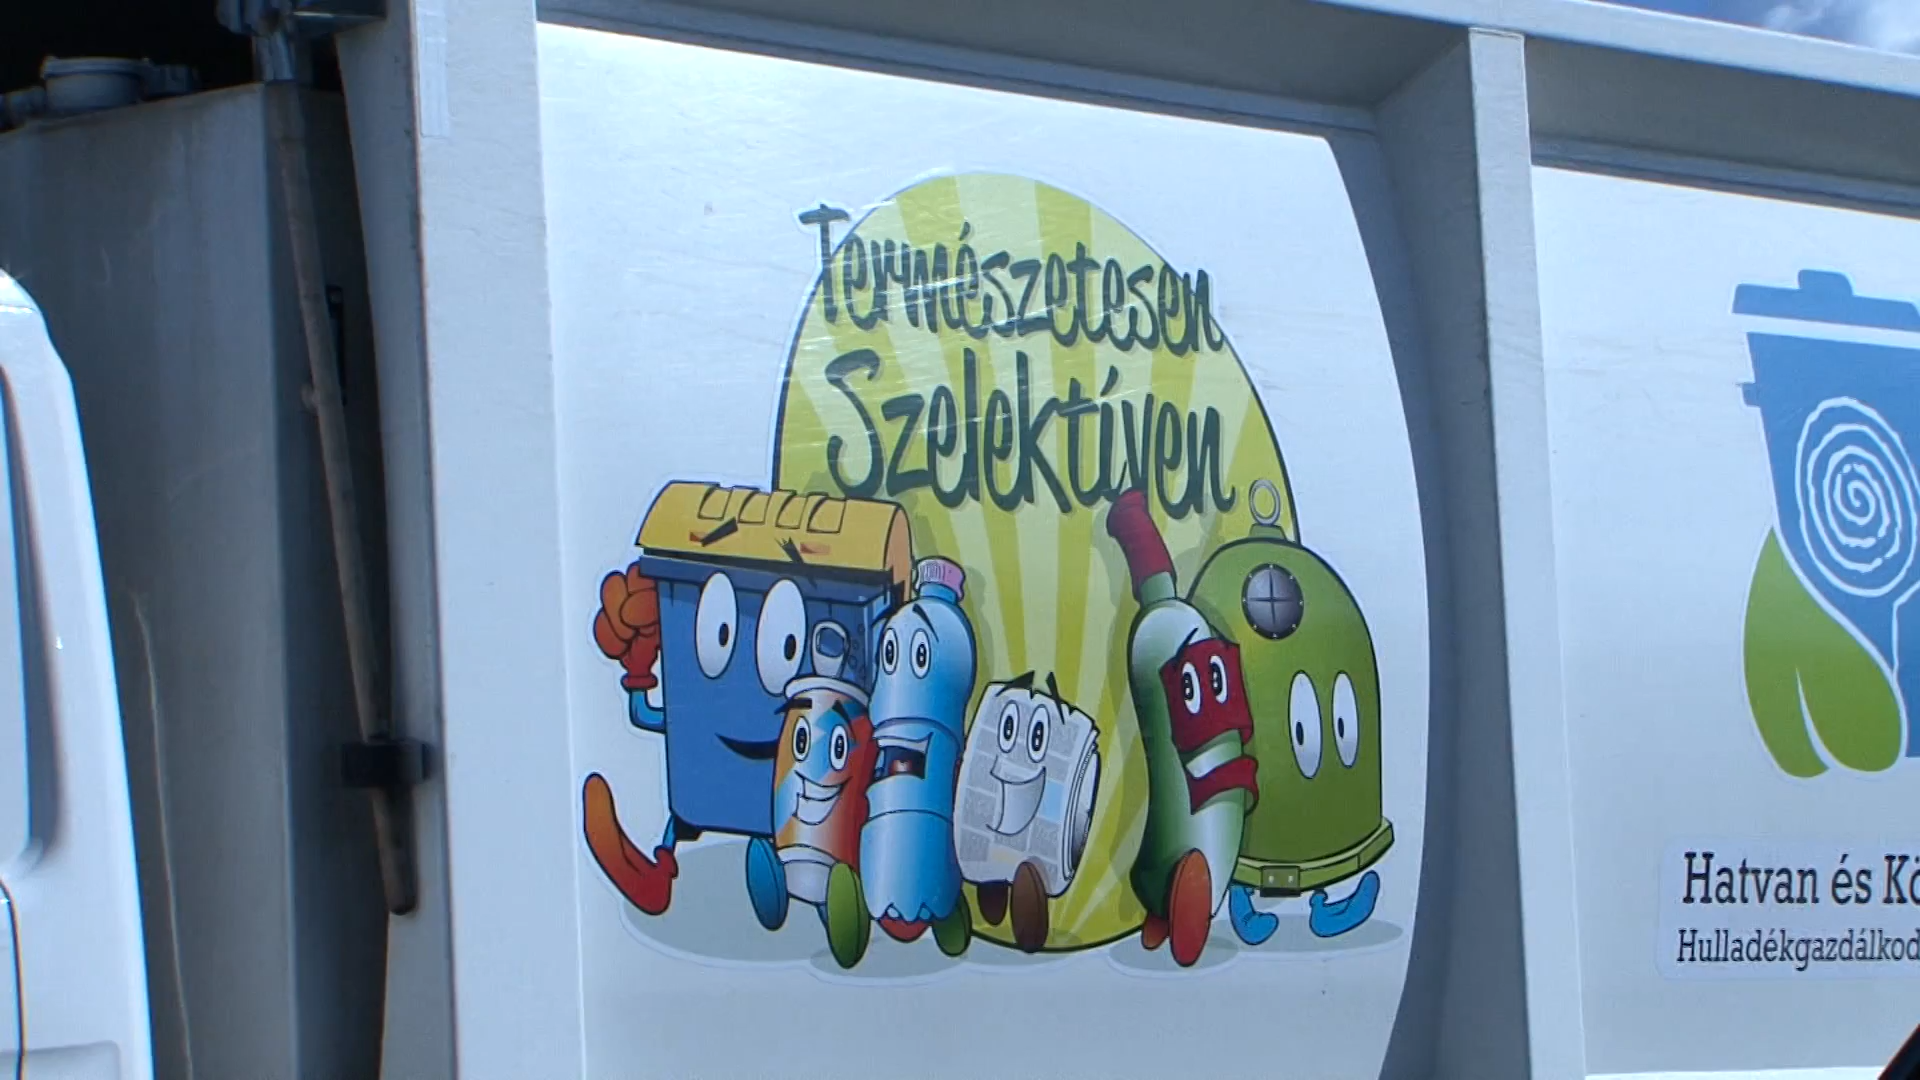 Természetesen
Szelektíven
Hatvan és Kö
Hulladékgazdálkod